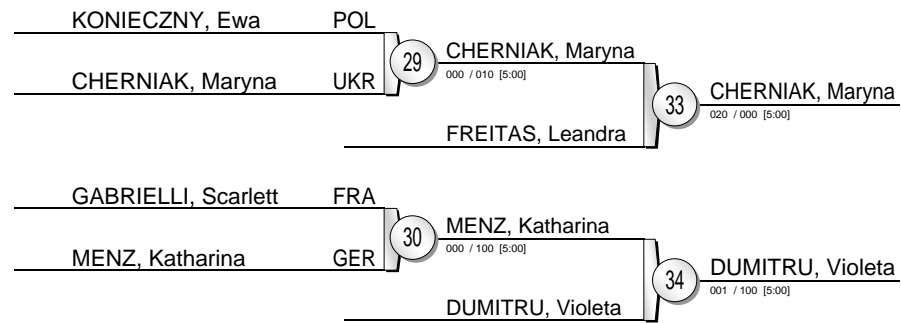 KONIECZNY, Ewa POL
29
CHERNIAK, Maryna
000 / 010 [5:00]
CHERNIAK, Maryna UKR
33
CHERNIAK, Maryna
020 / 000 [5:00]
FREITAS, Leandra
GABRIELLI, Scarlett FRA
30
MENZ, Katharina
000 / 100 [5:00]
MENZ, Katharina GER
34
DUMITRU, Violeta
001 / 100 [5:00]
DUMITRU, Violeta